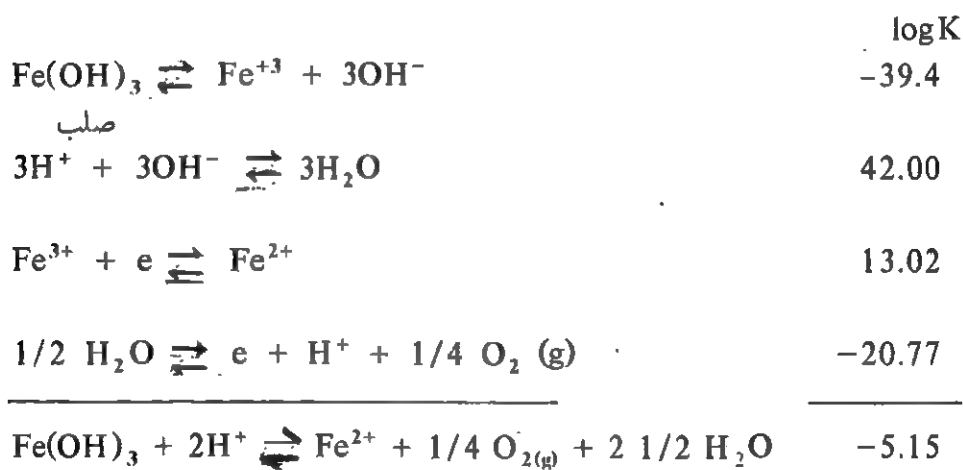 log K
Fe(OH)₃ ⇄ Fe⁺³ + 3OH⁻ -39.4
صلب
3H⁺ + 3OH⁻ ⇄ 3H₂O 42.00
Fe³⁺ + e ⇄ Fe²⁺ 13.02
1/2 H₂O ⇄ e + H⁺ + 1/4 O₂ (g) -20.77
Fe(OH)₃ + 2H⁺ ⇄ Fe²⁺ + 1/4 O₂₍g₎ + 2 1/2 H₂O -5.15